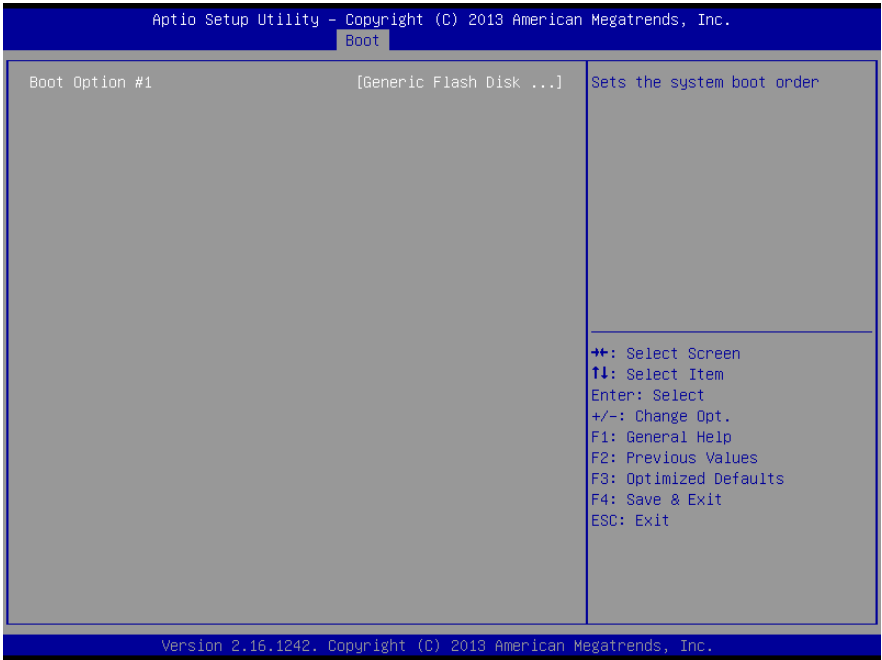 Aptio Setup Utility – Copyright (C) 2013 American Megatrends, Inc.
Boot
Boot Option #1 [Generic Flash Disk ...]
Sets the system boot order
→←: Select Screen
↑↓: Select Item
Enter: Select
+/-: Change Opt.
F1: General Help
F2: Previous Values
F3: Optimized Defaults
F4: Save & Exit
ESC: Exit
Version 2.16.1242. Copyright (C) 2013 American Megatrends, Inc.